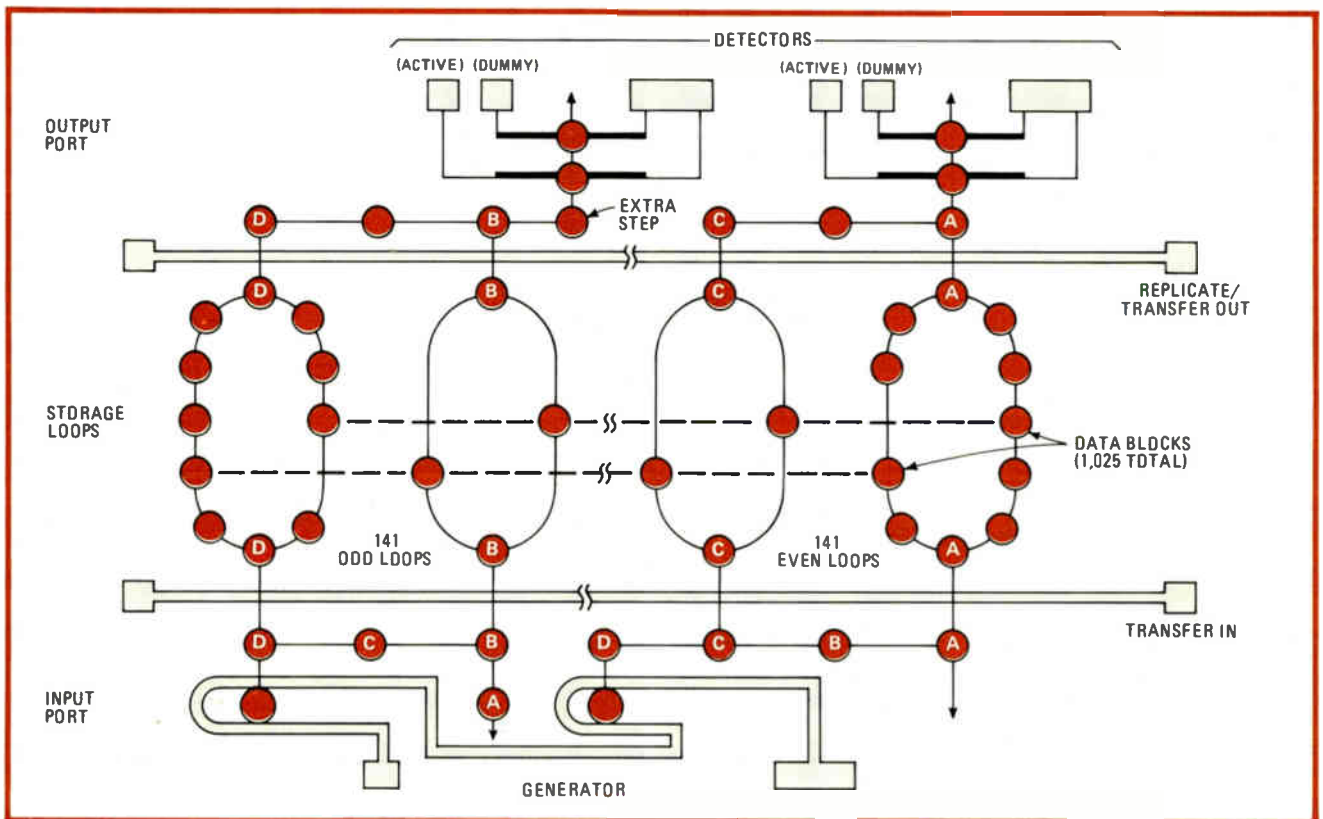 DETECTORS
(ACTIVE) (DUMMY)
(ACTIVE) (DUMMY)
OUTPUT
PORT
EXTRA
STEP
D
B
C
A
D
B
C
A
REPLICATE/
TRANSFER OUT
STORAGE
LOOPS
DATA BLOCKS
(1,025 TOTAL)
141
ODD LOOPS
141
EVEN LOOPS
D
B
C
A
TRANSFER IN
D
C
B
D
C
B
A
INPUT
PORT
A
GENERATOR